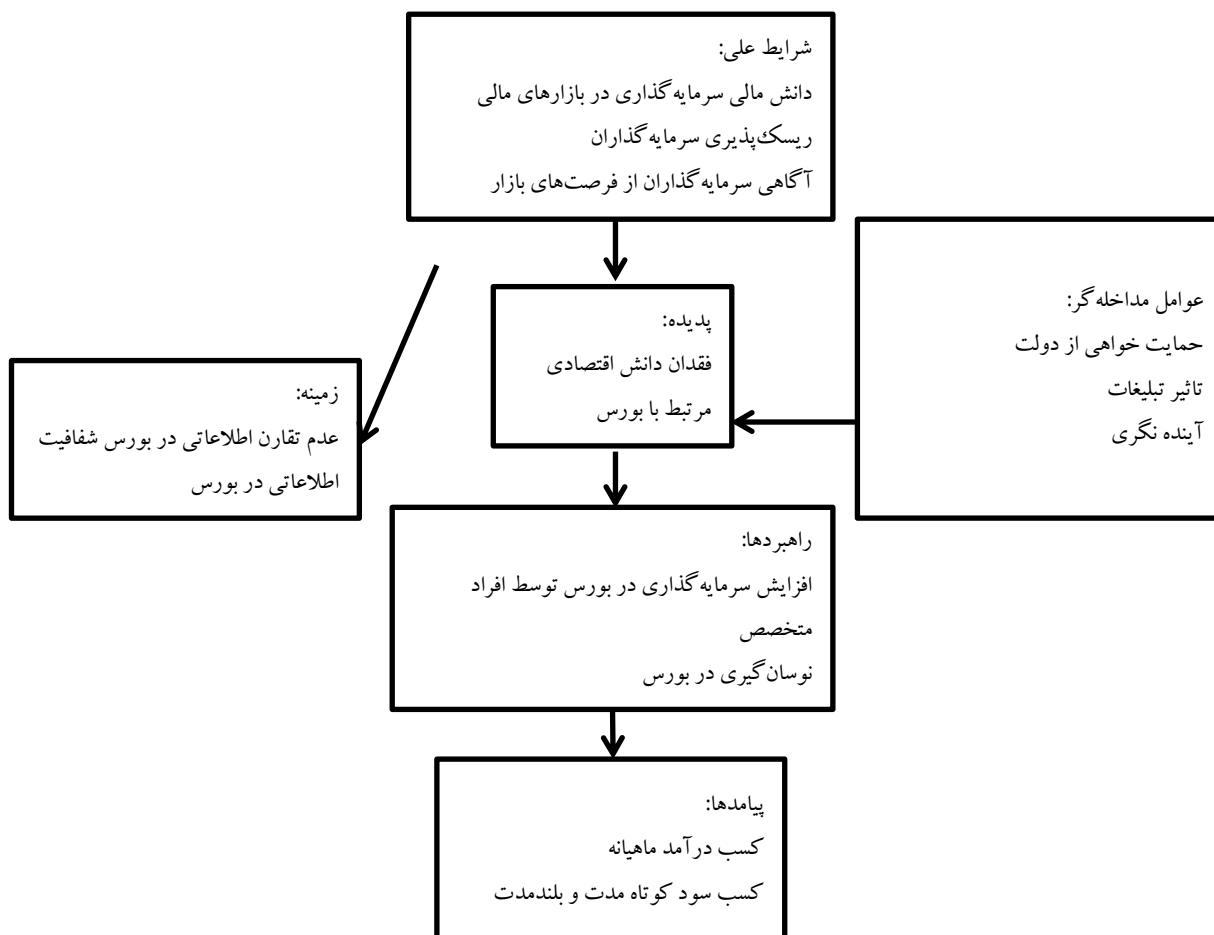 شرایط علی:
دانش مالی سرمایه‌گذاری در بازارهای مالی
ریسک‌پذیری سرمایه‌گذاران
آگاهی سرمایه‌گذاران از فرصت‌های بازار
عوامل مداخله‌گر:
حمایت خواهی از دولت
تاثیر تبلیغات
آینده نگری
پدیده:
فقدان دانش اقتصادی
مرتبط با بورس
زمینه:
عدم تقارن اطلاعاتی در بورس شفافیت
اطلاعاتی در بورس
راهبردها:
افزایش سرمایه‌گذاری در بورس توسط افراد
متخصص
نوسان‌گیری در بورس
پیامدها:
کسب درآمد ماهیانه
کسب سود کوتاه مدت و بلندمدت